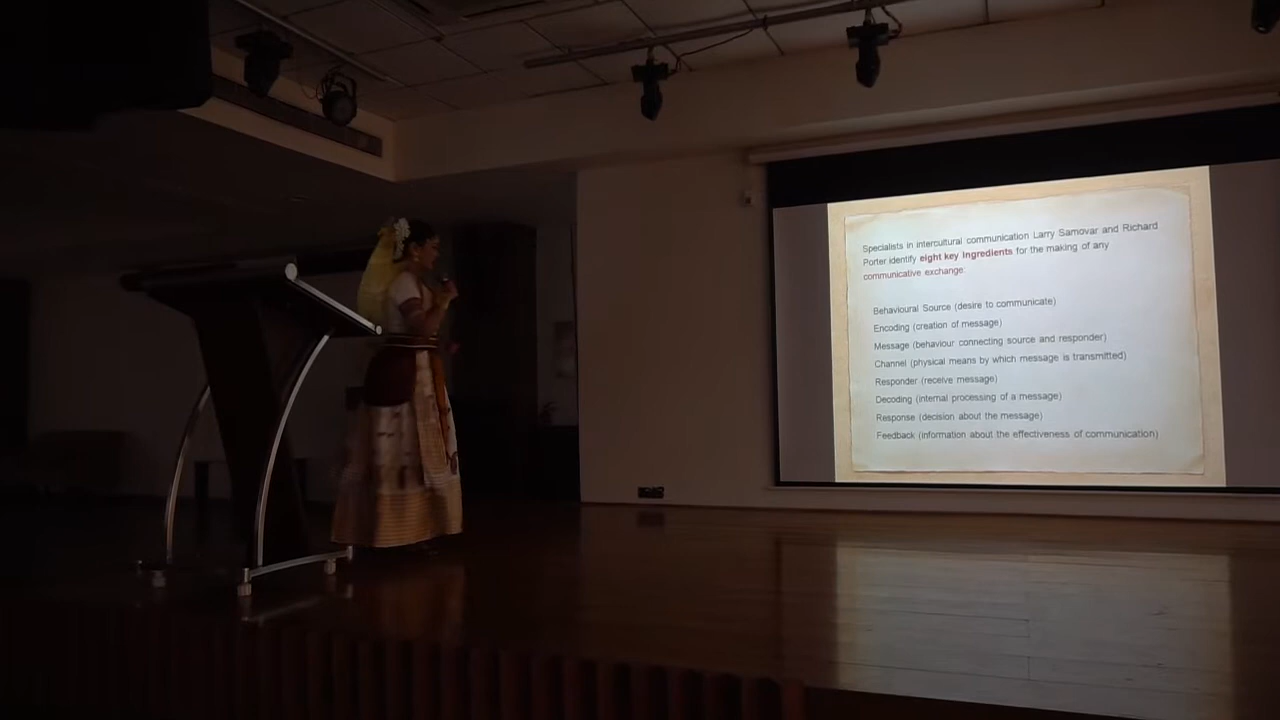 Specialists in intercultural communication Larry Samovar and Richard
Porter identify eight key ingredients for the making of any
communicative exchange:
Behavioural Source (desire to communicate)
Encoding (creation of message)
Message (behaviour connecting source and responder)
Channel (physical means by which message is transmitted)
Responder (receive message)
Decoding (internal processing of a message)
Response (decision about the message)
Feedback (information about the effectiveness of communication)